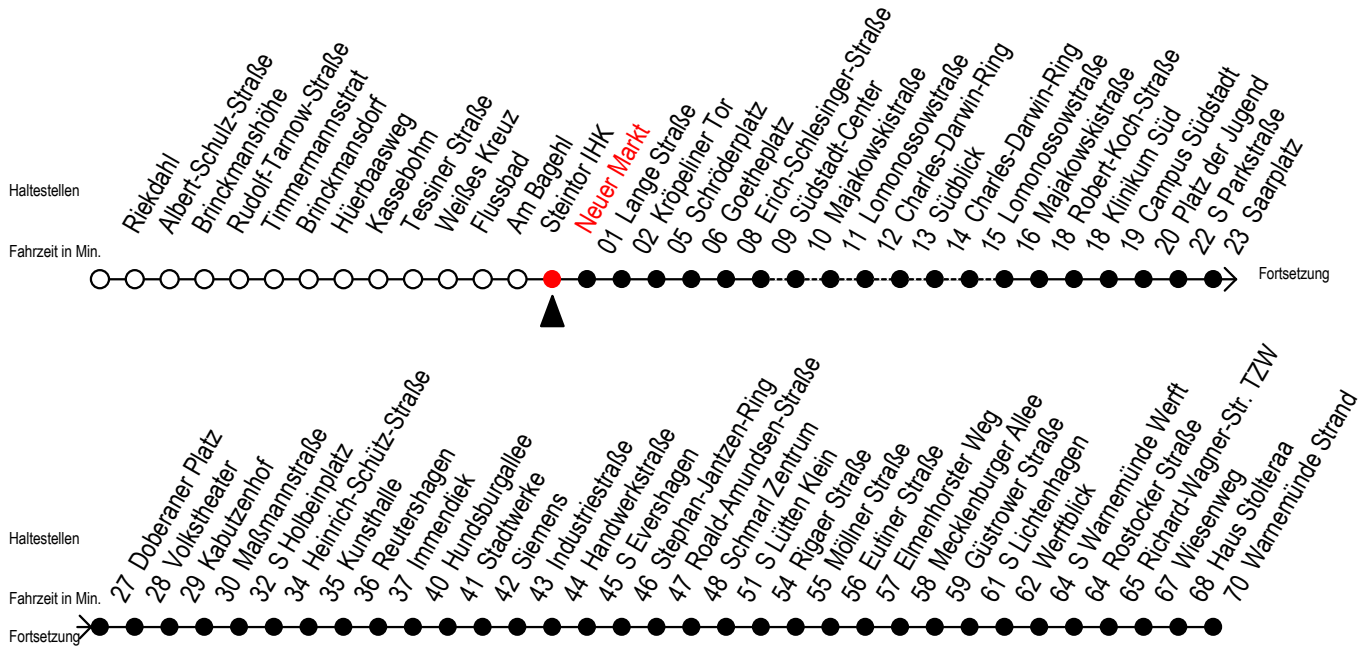 Haltestellen
Riekdahl
Albert-Schulz-Straße
Brinckmanshöhe
Rudolf-Tarnow-Straße
Timmermannsstrat
Brinckmansdorf
Hüerbaasweg
Kassebohm
Tessiner Straße
Weißes Kreuz
Flussbad
Am Bagehl
Steintor IHK
Neuer Markt
Fahrzeit in Min.
01 Lange Straße
02 Kröpeliner Tor
05 Schröderplatz
06 Goetheplatz
08 Erich-Schlesinger-Straße
09 Südstadt-Center
10 Majakowskistraße
11 Lomonossowstraße
12 Charles-Darwin-Ring
13 Südblick
14 Charles-Darwin-Ring
15 Lomonossowstraße
16 Majakowskistraße
18 Robert-Koch-Straße
18 Klinikum Süd
19 Campus Südstadt
20 Platz der Jugend
22 S Parkstraße
23 Saarplatz
Fortsetzung
Haltestellen
Fahrzeit in Min.
27 Doberaner Platz
28 Volkstheater
29 Kabutzenhof
30 Maßmannstraße
32 S Holbeinplatz
34 Heinrich-Schütz-Straße
35 Kunsthalle
36 Reutershagen
37 Immendiek
40 Hundsburgallee
41 Stadtwerke
42 Siemens
43 Industriestraße
44 Handwerkstraße
45 S Evershagen
46 Stephan-Jantzen-Ring
47 Roald-Amundsen-Straße
48 Schmarl Zentrum
51 S Lütten Klein
54 Rigaer Straße
55 Möllner Straße
56 Eutiner Straße
57 Elmenhorster Weg
58 Mecklenburger Allee
59 Güstrower Straße
61 S Lichtenhagen
62 Werftblick
64 S Warnemünde Werft
64 Rostocker Straße
65 Richard-Wagner-Str. TZW
67 Wiesenweg
68 Haus Stolteraa
70 Warnemünde Strand
Fortsetzung